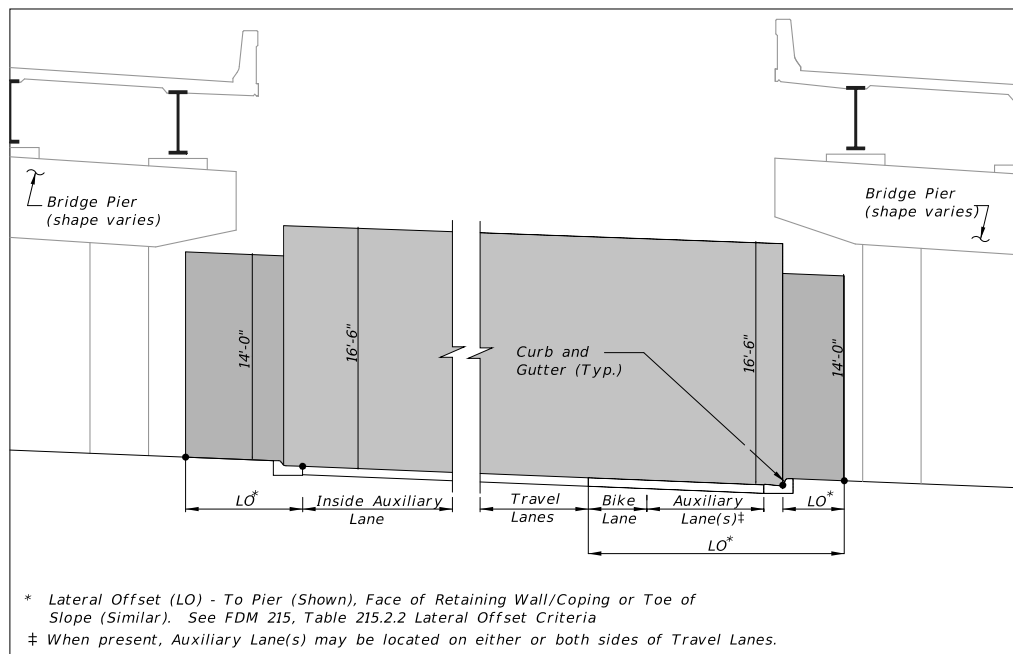 Bridge Pier
(shape varies)
Bridge Pier
(shape varies)
14'-0"
16'-6"
Curb and
Gutter (Typ.)
16'-6"
14'-0"
LO*
Inside Auxiliary
Lane
Travel
Lanes
Bike
Lane
Auxiliary
Lane(s)‡
LO*
LO*
* Lateral Offset (LO) - To Pier (Shown), Face of Retaining Wall/Coping or Toe of
Slope (Similar). See FDM 215, Table 215.2.2 Lateral Offset Criteria
‡ When present, Auxiliary Lane(s) may be located on either or both sides of Travel Lanes.